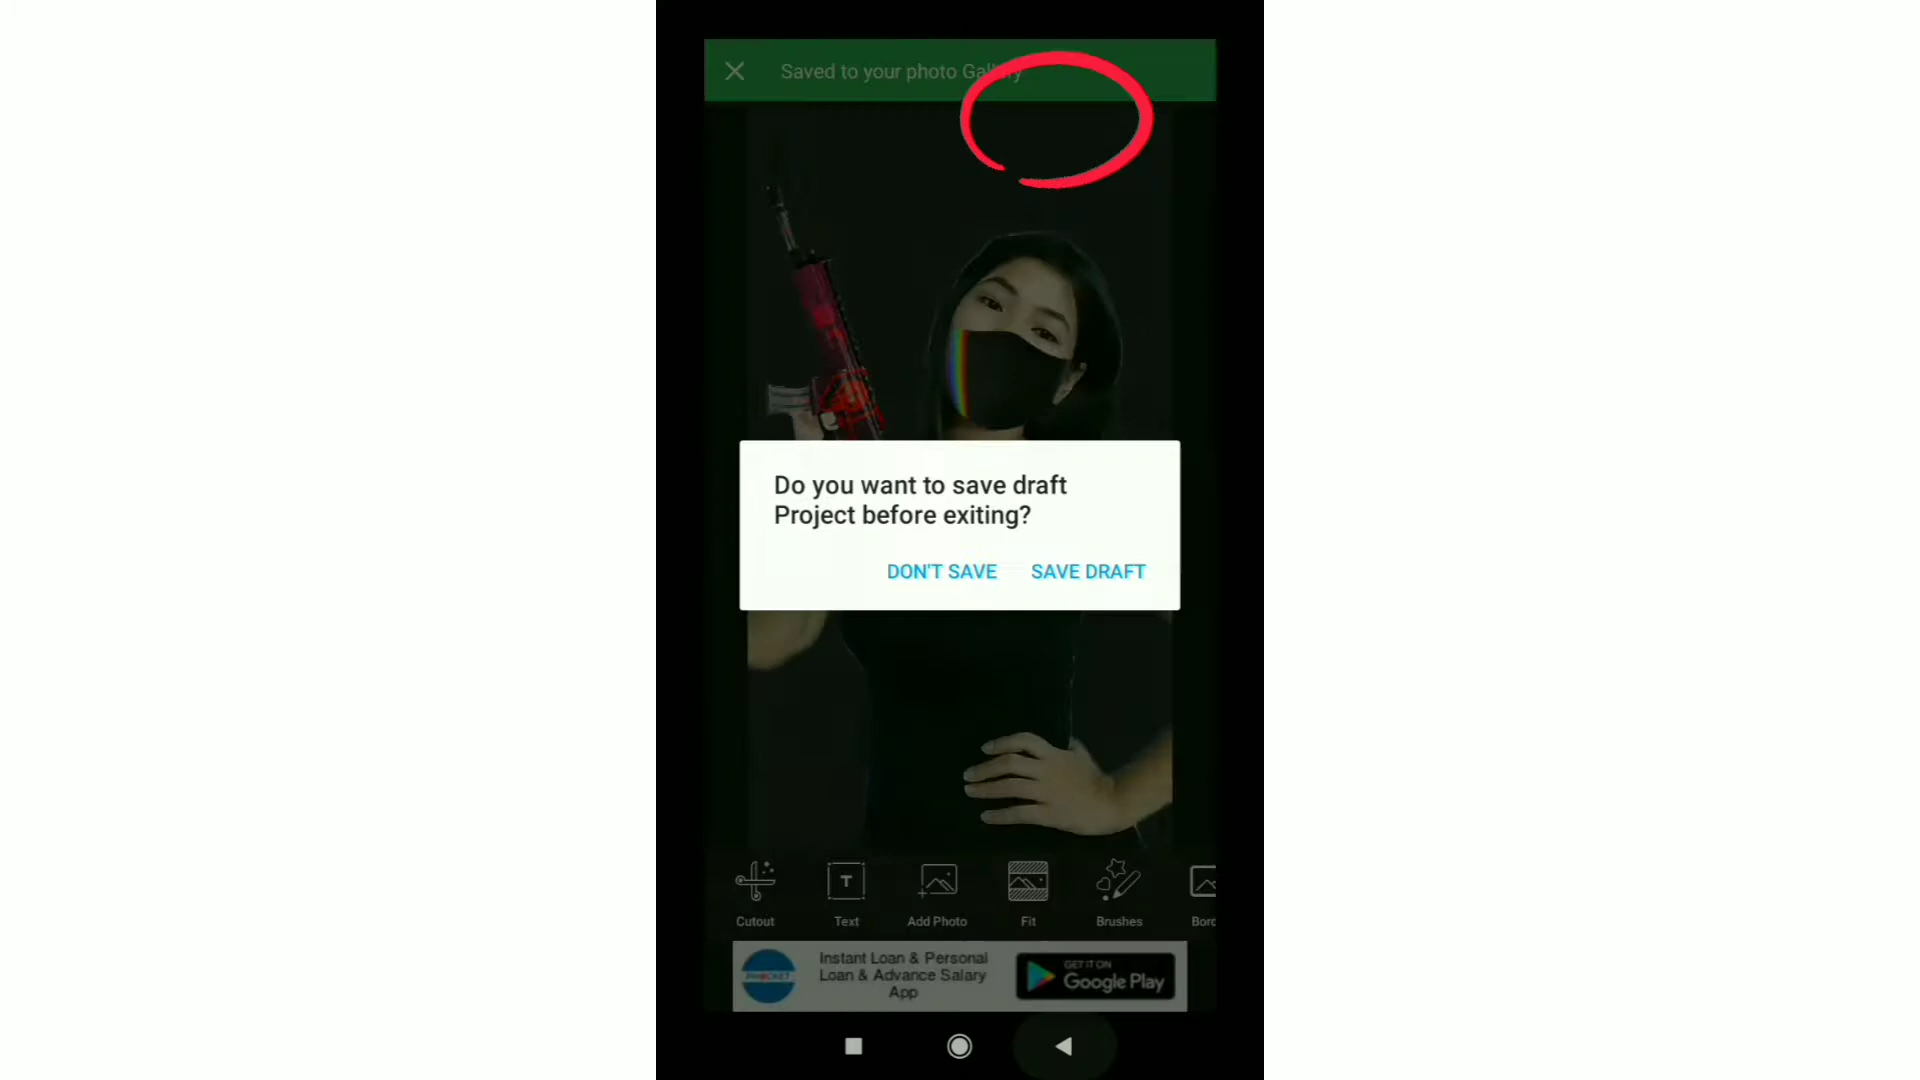 Saved to your photo Gallery
Do you want to save draft
Project before exiting?
DON'T SAVE SAVE DRAFT
Cutout Text Add Photo Fit Brushes Bord
Instant Loan & Personal
Loan & Advance Salary
App
GET IT ON
Google Play